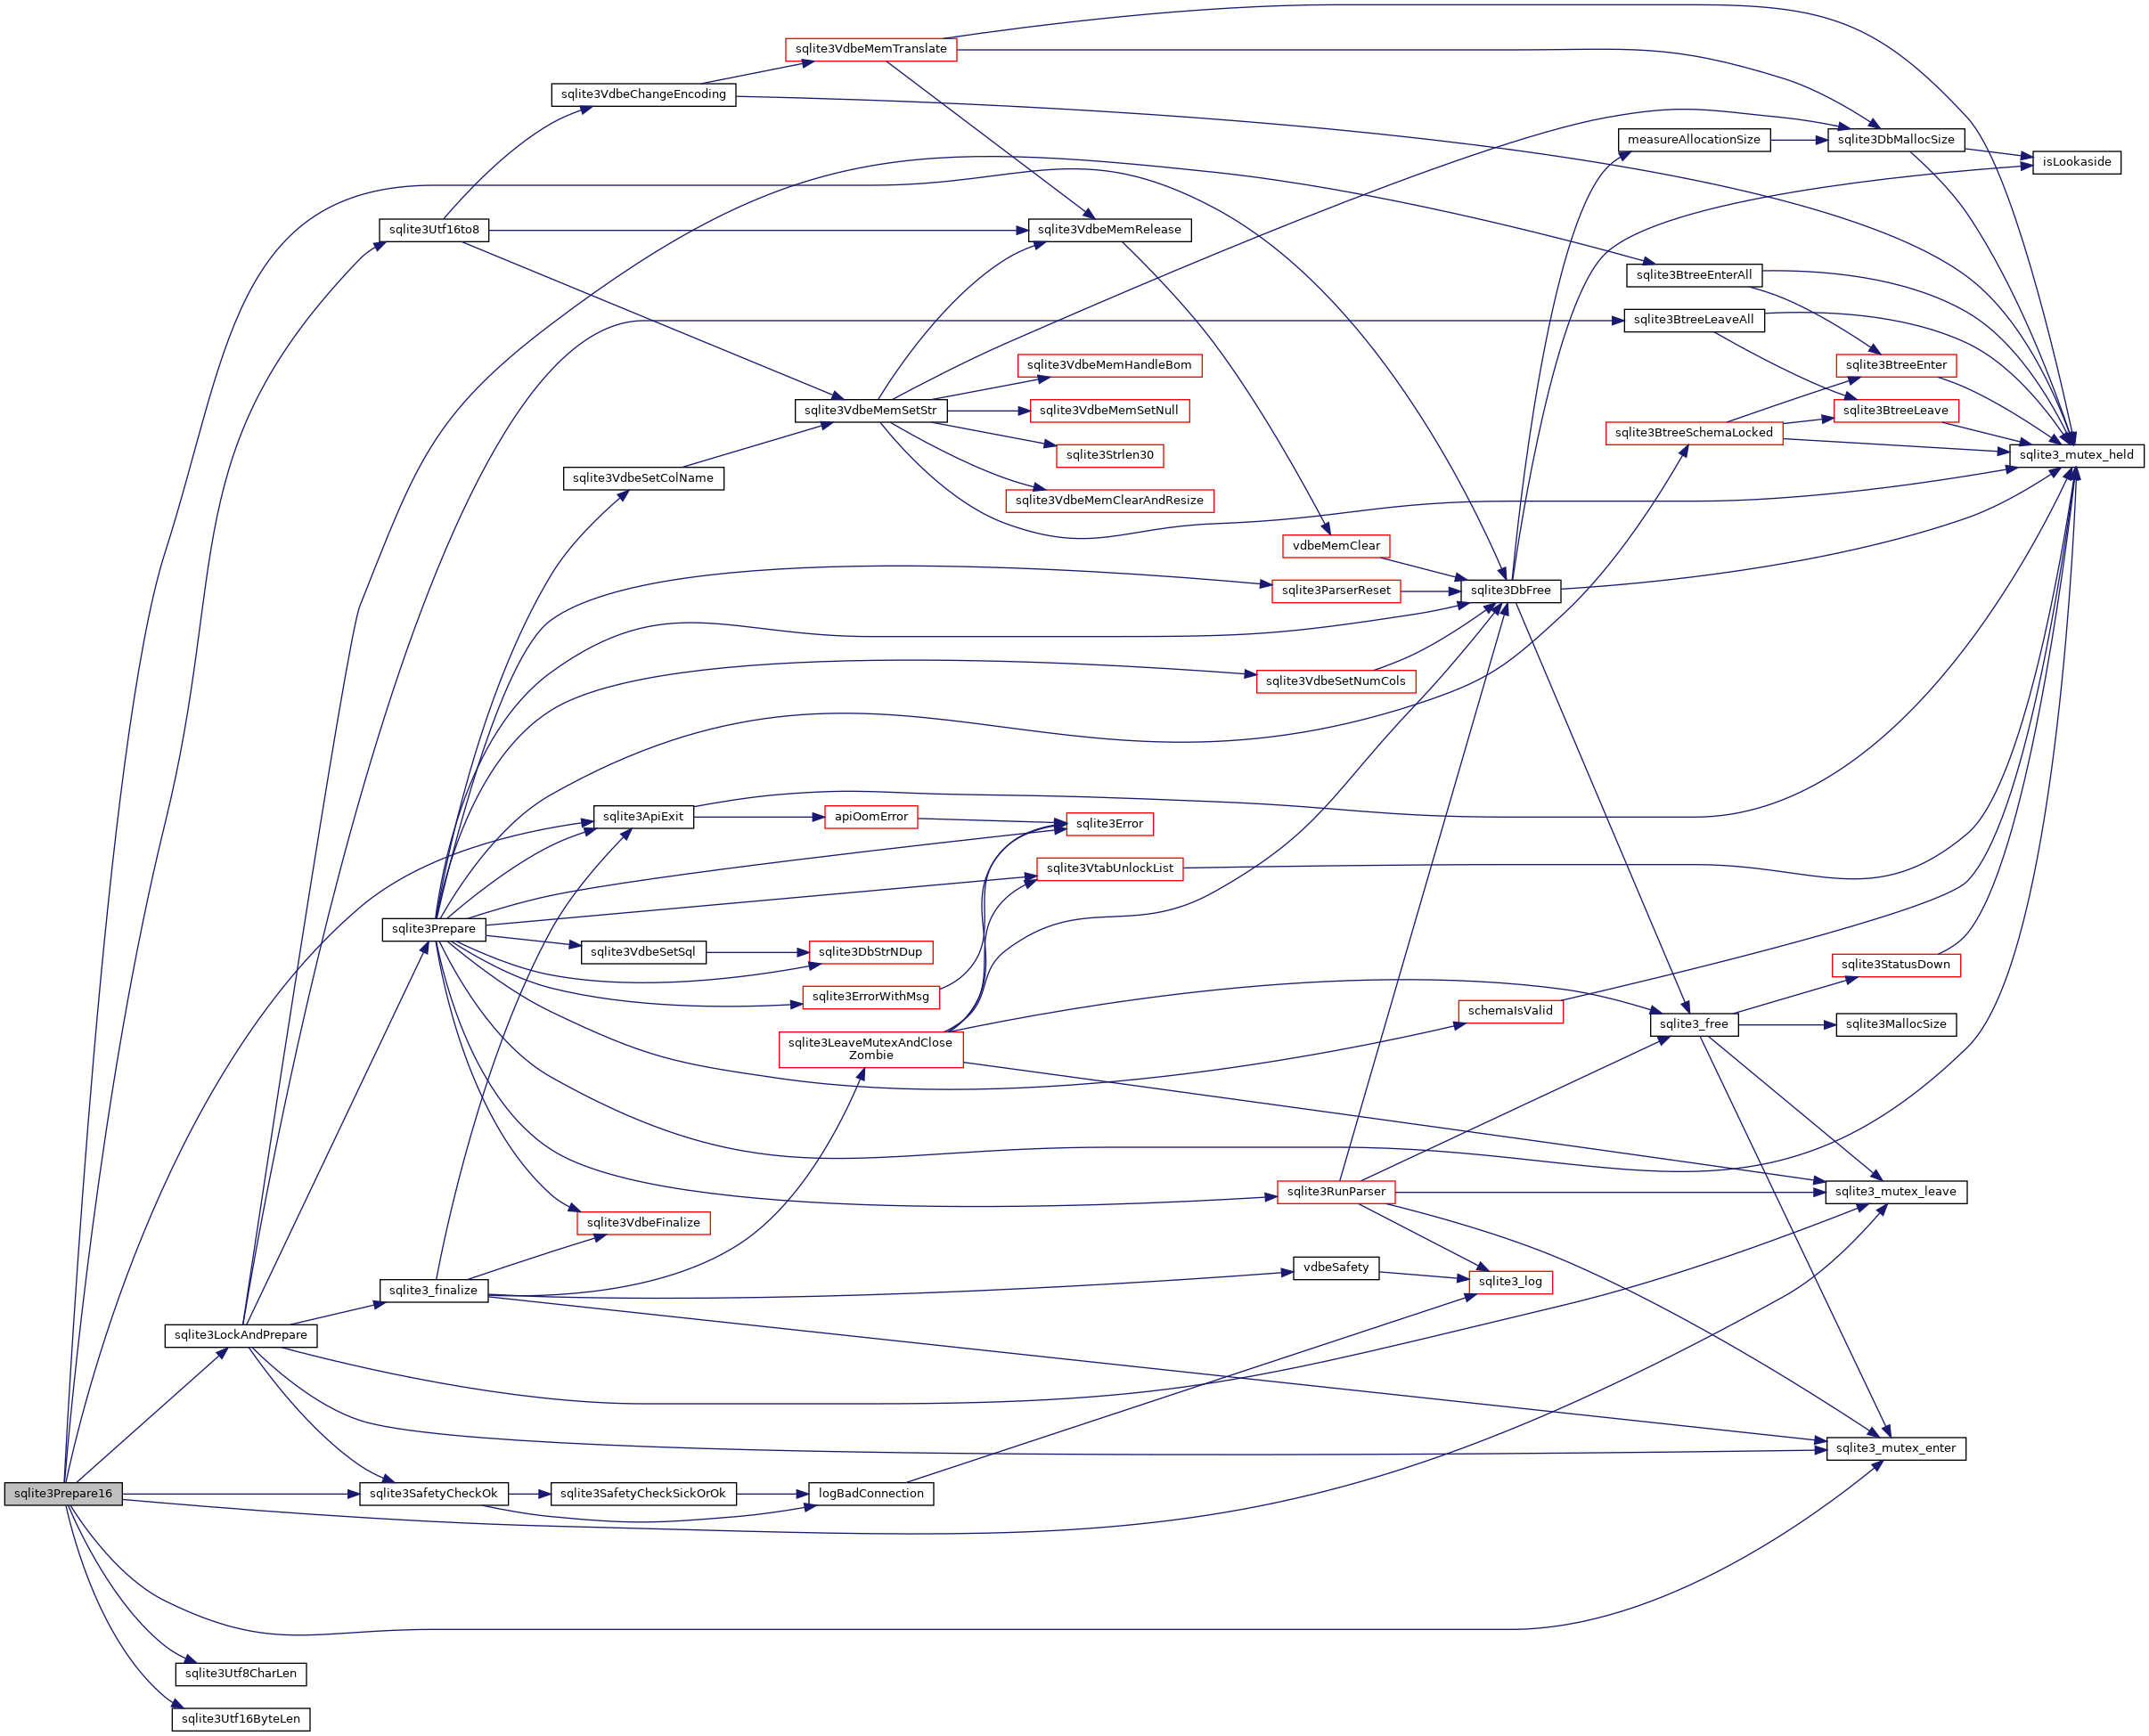 sqlite3VdbeMemTranslate
sqlite3VdbeChangeEncoding
measureAllocationSize
sqlite3DbMallocSize
isLookaside
sqlite3Utf16to8
sqlite3VdbeMemRelease
sqlite3BtreeEnterAll
sqlite3BtreeLeaveAll
sqlite3VdbeMemHandleBom
sqlite3BtreeEnter
sqlite3VdbeMemSetStr
sqlite3VdbeMemSetNull
sqlite3BtreeLeave
sqlite3BtreeSchemaLocked
sqlite3Strlen30
sqlite3_mutex_held
sqlite3VdbeSetColName
sqlite3VdbeMemClearAndResize
vdbeMemClear
sqlite3ParserReset
sqlite3DbFree
sqlite3VdbeSetNumCols
sqlite3ApiExit
apiOomError
sqlite3Error
sqlite3VtabUnlockList
sqlite3Prepare
sqlite3VdbeSetSql
sqlite3DbStrNDup
sqlite3StatusDown
sqlite3ErrorWithMsg
schemaIsValid
sqlite3_free
sqlite3MallocSize
sqlite3LeaveMutexAndClose
Zombie
sqlite3RunParser
sqlite3_mutex_leave
sqlite3VdbeFinalize
vdbeSafety
sqlite3_log
sqlite3_finalize
sqlite3LockAndPrepare
sqlite3_mutex_enter
sqlite3Prepare16
sqlite3SafetyCheckOk
sqlite3SafetyCheckSickOrOk
logBadConnection
sqlite3Utf8CharLen
sqlite3Utf16ByteLen